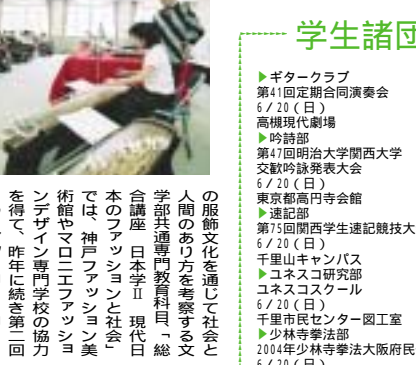 の服飾文化を通じて社会と
人間のあり方を考察する文
学部共通専門教育科目、「総
合講座 日本学Ⅱ 現代日
本のファッションと社会」
では、神戸ファッション美
術館やマロニエファッショ
ンデザイン専門学校の協力
を得て、昨年に続き第二回
学生諸団
▶ギタークラブ
第41回定期合同演奏会
6/20(日)
高槻現代劇場
▶吟詩部
第47回明治大学関西大学
交歓吟詠発表大会
6/20(日)
東京都高円寺会館
▶速記部
第75回関西学生速記競技大
6/20(日)
千里山キャンパス
▶ユネスコ研究部
ユネスコスクール
6/20(日)
千里市民センター図工室
▶少林寺拳法部
2004年少林寺拳法大阪府民
6/20(日)